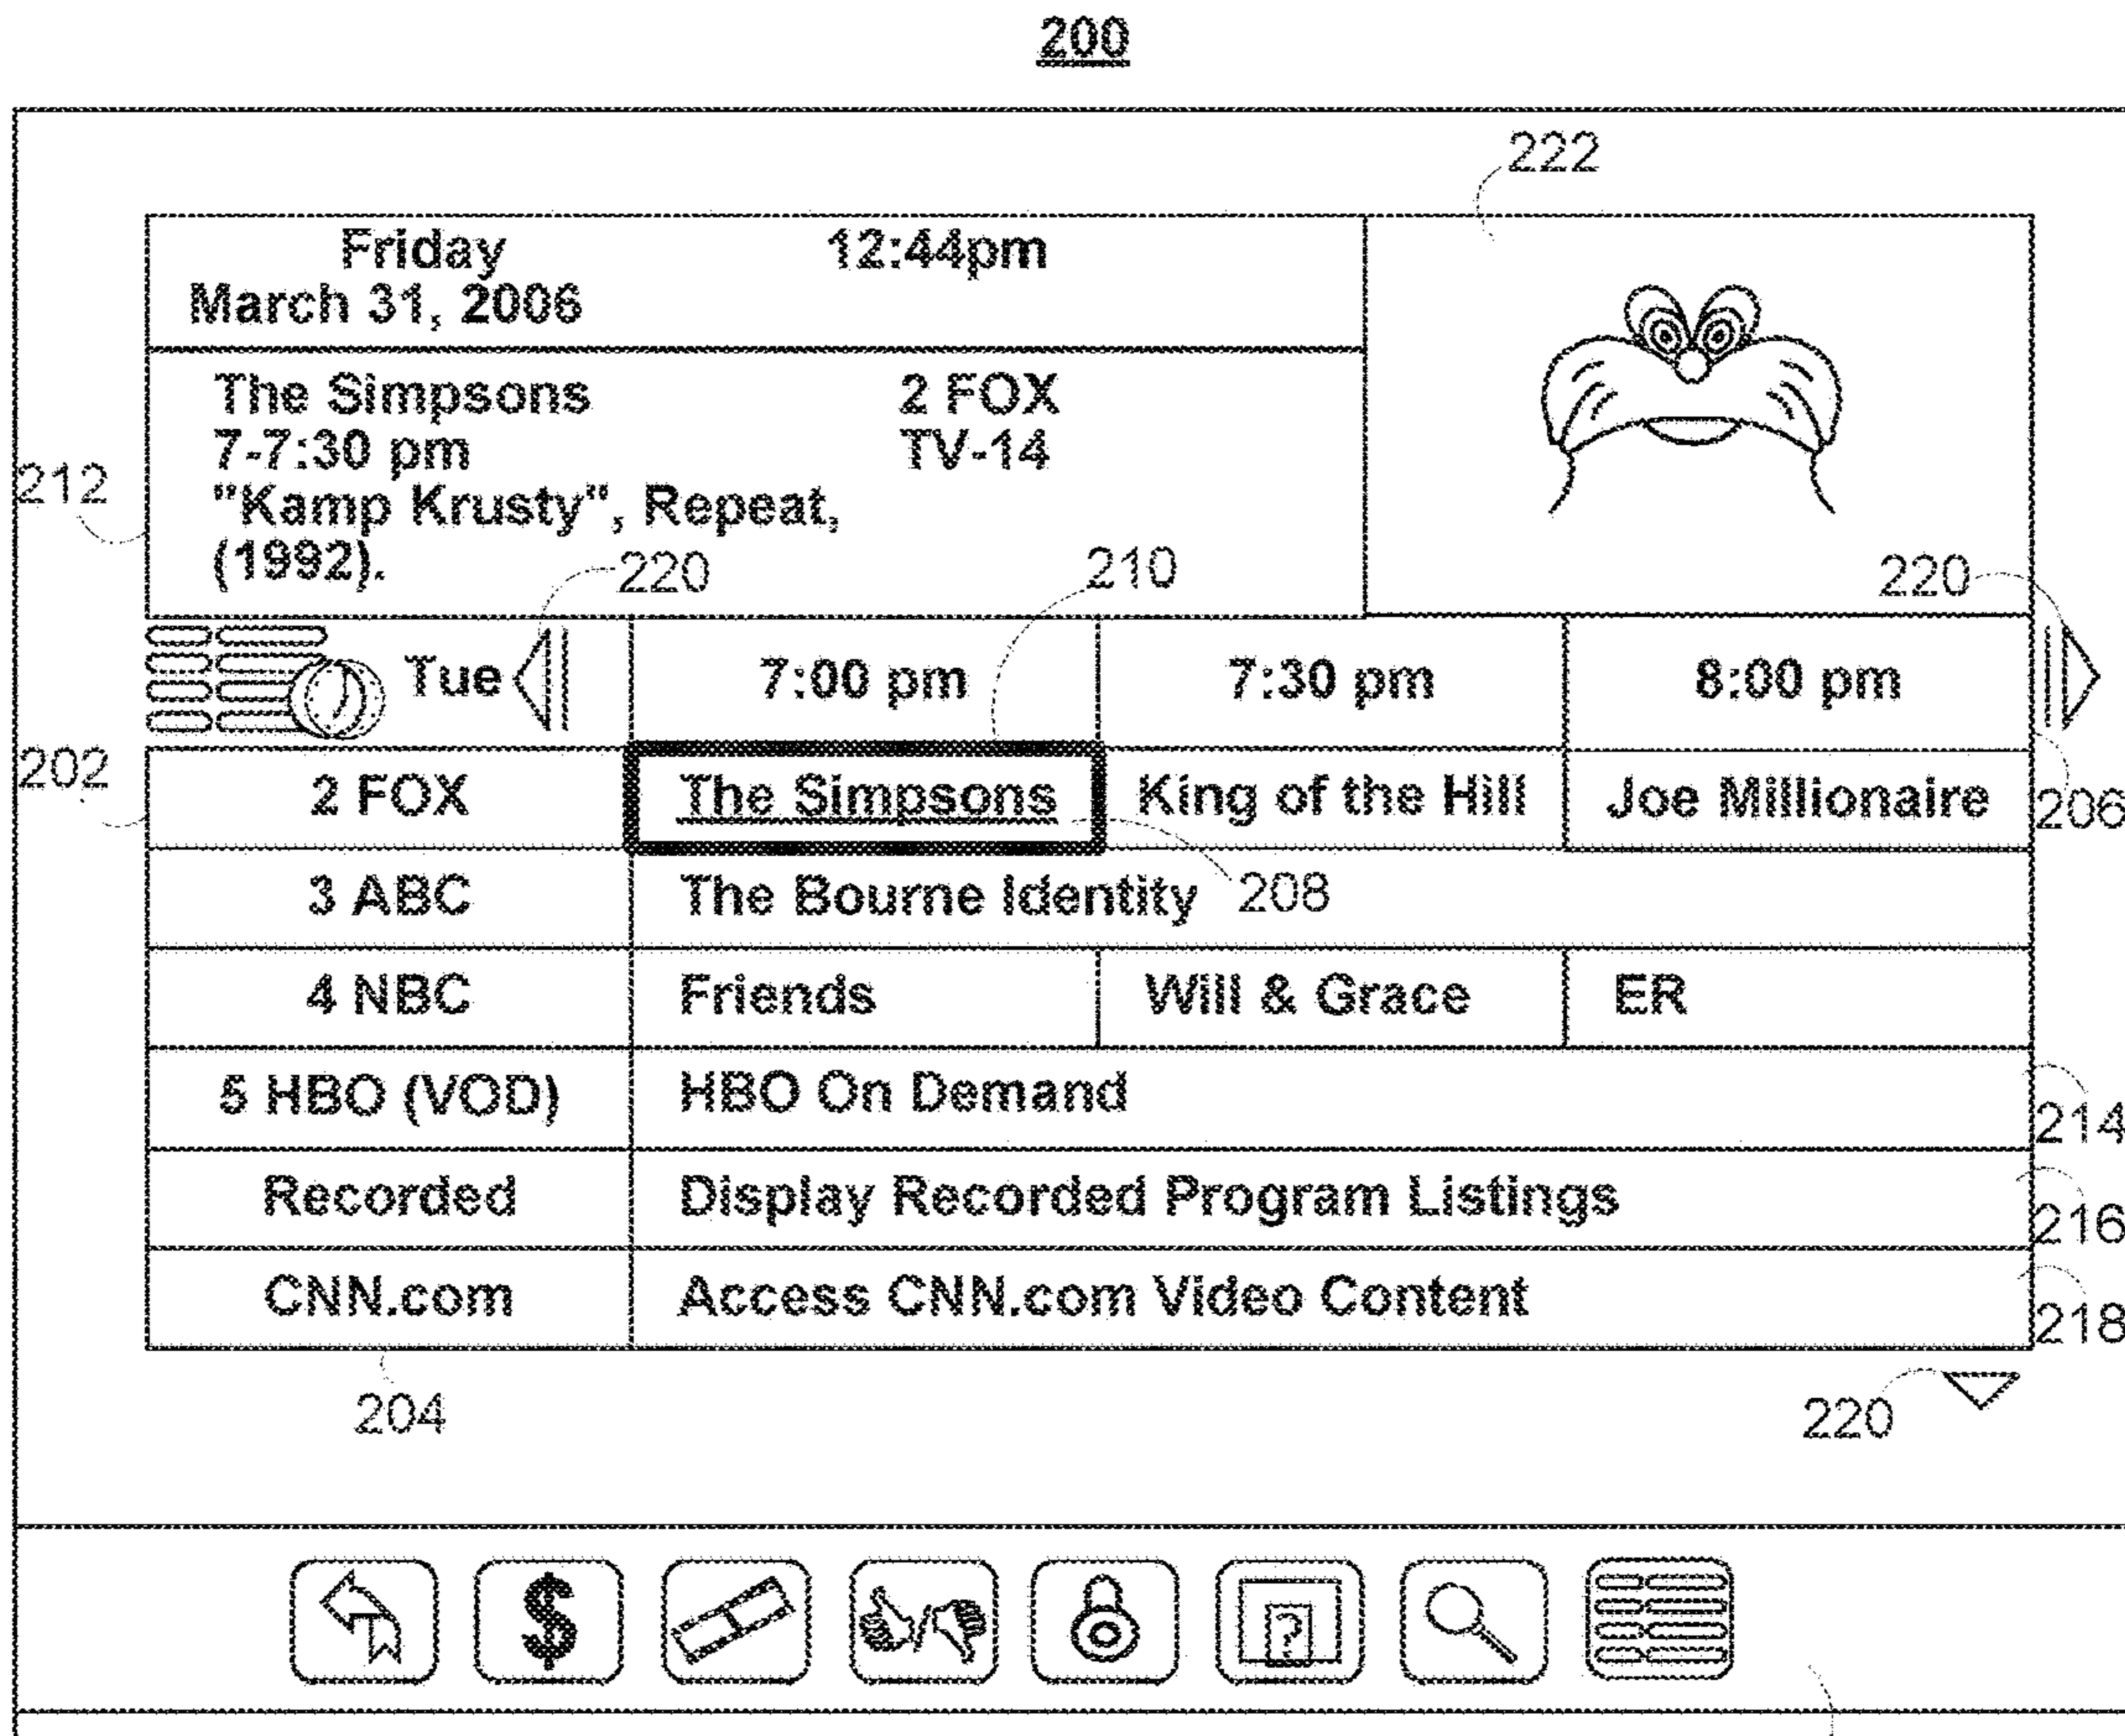 200
222
Friday 12:44pm
March 31, 2006
The Simpsons 2 FOX
7-7:30 pm TV-14
212
"Kamp Krusty", Repeat,
(1992).
220 210 220
Tue 7:00 pm 7:30 pm 8:00 pm
202
2 FOX The Simpsons King of the Hill Joe Millionaire
206
3 ABC The Bourne Identity 208
4 NBC Friends Will & Grace ER
5 HBO (VOD) HBO On Demand
214
Recorded Display Recorded Program Listings
216
CNN.com Access CNN.com Video Content
218
204 220
$ ?